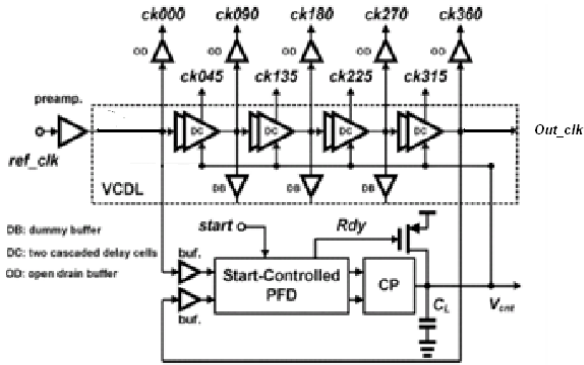 ck000 ck090 ck180 ck270 ck360
OD OD OD OD OD
ck045 ck135 ck225 ck315
preamp.
DC DC DC DC
Out_clk
ref_clk
VCDL
DB DB DB
DB: dummy buffer
DC: two cascaded delay cells
OD: open drain buffer
start
Rdy
buf.
Start-Controlled
PFD
CP
buf.
CL
Vcnt